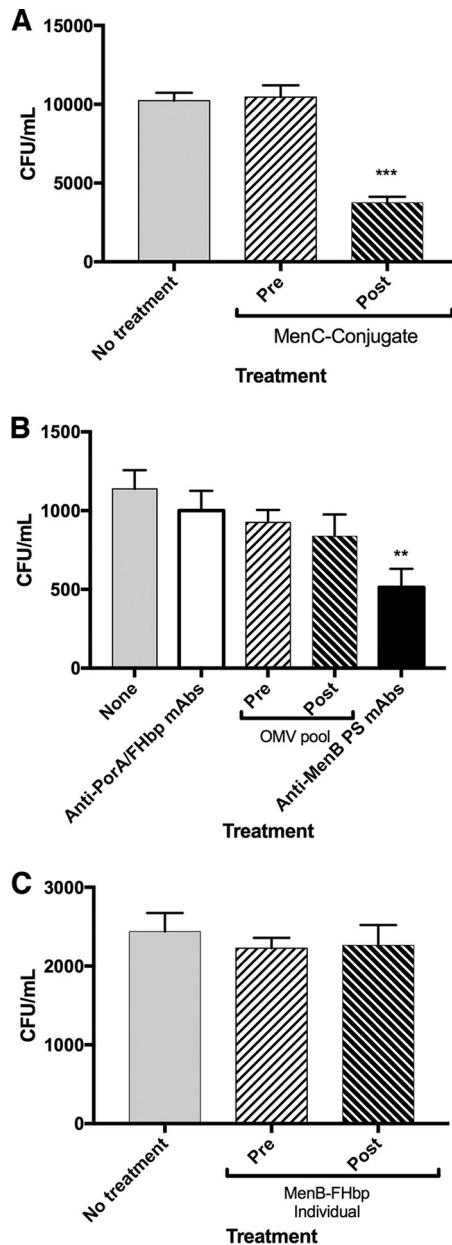 A
15000
10000
5000
0
CFU/mL
***
No treatment
Pre
Post
MenC-Conjugate
Treatment
B
1500
1000
500
0
CFU/mL
**
None
Anti-PorA/FHbp mAbs
Pre
Post
OMV pool
Anti-MenB PS mAbs
Treatment
C
3000
2000
1000
0
CFU/mL
No treatment
Pre
Post
MenB-FHbp
Individual
Treatment